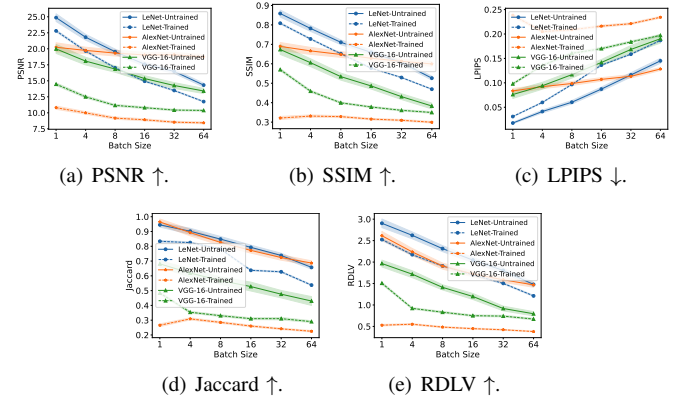 25.0
22.5
20.0
17.5
15.0
12.5
10.0
7.5
PSNR
LeNet-Untrained
LeNet-Trained
AlexNet-Untrained
AlexNet-Trained
VGG-16-Untrained
VGG-16-Trained
1 4 8 16 32 64
Batch Size
(a) PSNR ↑.
0.9
0.8
0.7
0.6
0.5
0.4
0.3
SSIM
LeNet-Untrained
LeNet-Trained
AlexNet-Untrained
AlexNet-Trained
VGG-16-Untrained
VGG-16-Trained
1 4 8 16 32 64
Batch Size
(b) SSIM ↑.
0.20
0.15
0.10
0.05
LPIPS
LeNet-Untrained
LeNet-Trained
AlexNet-Untrained
AlexNet-Trained
VGG-16-Untrained
VGG-16-Trained
1 4 8 16 32 64
Batch Size
(c) LPIPS ↓.
1.0
0.9
0.8
0.7
0.6
0.5
0.4
0.3
0.2
Jaccard
LeNet-Untrained
LeNet-Trained
AlexNet-Untrained
AlexNet-Trained
VGG-16-Untrained
VGG-16-Trained
1 4 8 16 32 64
Batch Size
(d) Jaccard ↑.
3.0
2.5
2.0
1.5
1.0
0.5
RDLV
LeNet-Untrained
LeNet-Trained
AlexNet-Untrained
AlexNet-Trained
VGG-16-Untrained
VGG-16-Trained
1 4 8 16 32 64
Batch Size
(e) RDLV ↑.